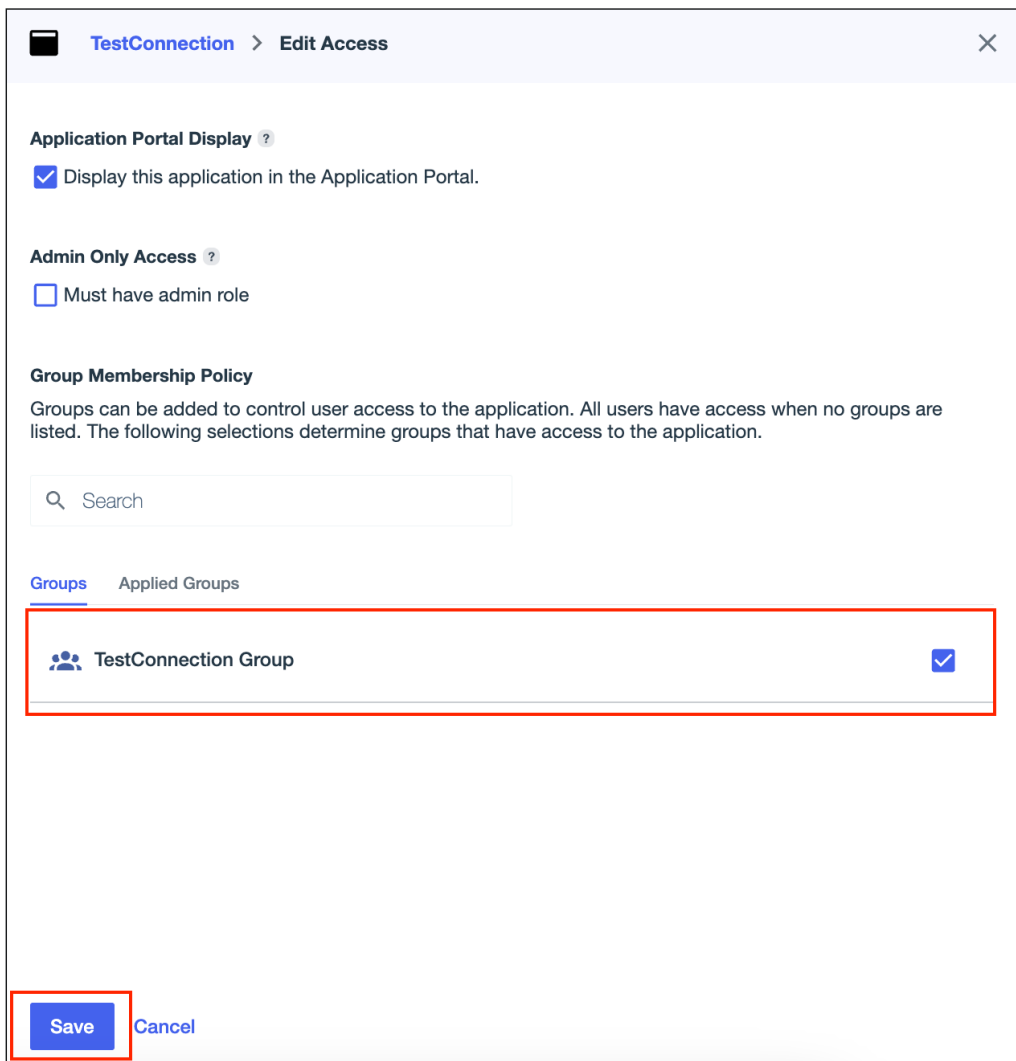 TestConnection > Edit Access
Application Portal Display ?
Display this application in the Application Portal.
Admin Only Access ?
Must have admin role
Group Membership Policy
Groups can be added to control user access to the application. All users have access when no groups are
listed. The following selections determine groups that have access to the application.
Search
Groups Applied Groups
TestConnection Group
Save Cancel